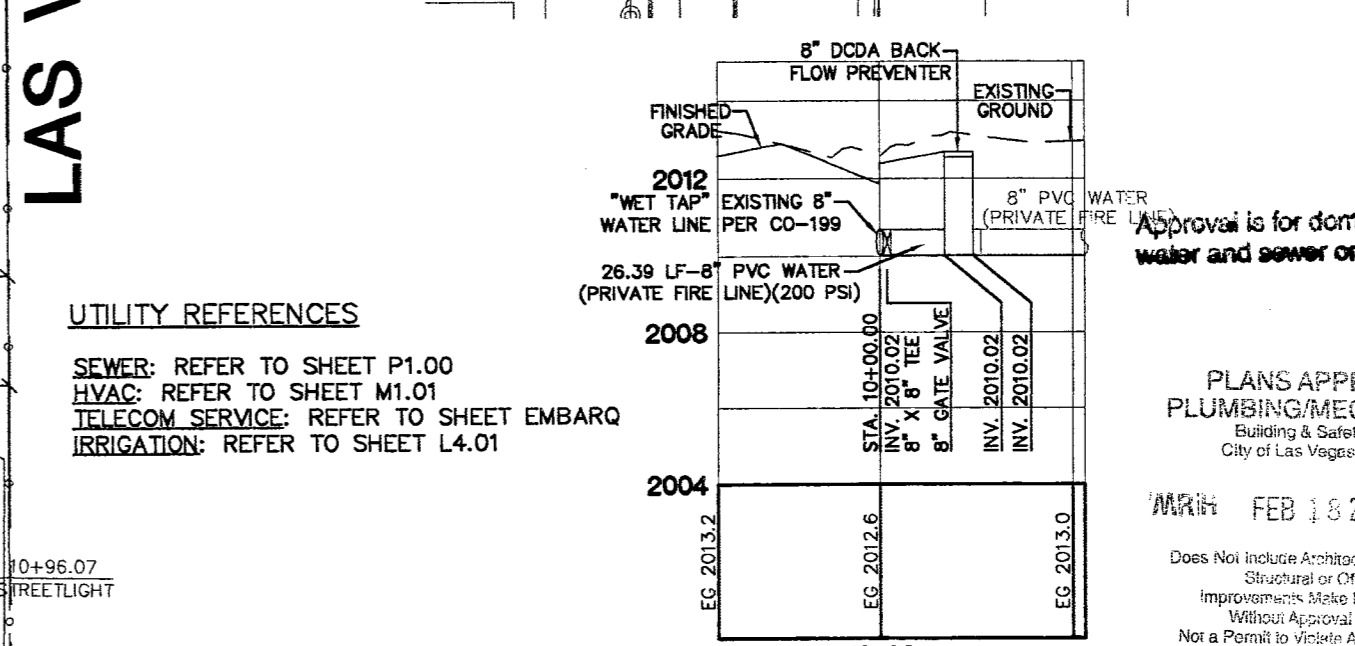 LAS
8" DCDA BACK
FLOW PREVENTER
EXISTING
GROUND
FINISHED
GRADE
2012
"WET TAP" EXISTING 8"
WATER LINE PER CO-199
8" PVC WATER
(PRIVATE FIRE LINE)
Approval is for
water and sewer
26.39 LF-8" PVC WATER
(PRIVATE FIRE LINE)(200 PSI)
UTILITY REFERENCES
2008
SEWER: REFER TO SHEET P1.00
HVAC: REFER TO SHEET M1.01
TELECOM SERVICE: REFER TO SHEET EMBARQ
IRRIGATION: REFER TO SHEET L4.01
STA. 10+00.00
INV. 2010.02
8" X 8" TEE
8" GATE VALVE
INV. 2010.02
INV. 2010.02
PLANS
Building &
City of Las Vegas
2004
FEB 18
EG 2013.2
EG 2012.6
EG 2013.0
10+96.07
STREETLIGHT
Does Not Include
Structural or
Improvements Make
Without Approval
Not a Permit to Violate